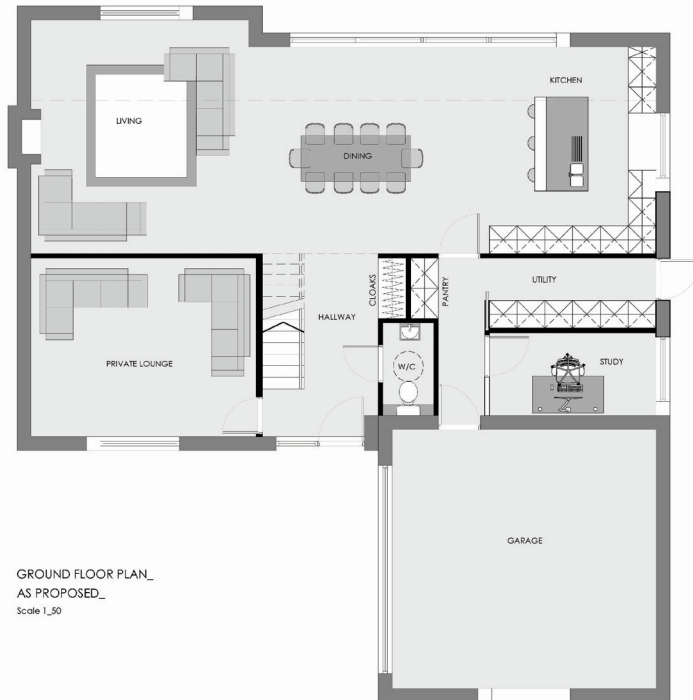 KITCHEN
LIVING
DINING
CLOAKS
PANTRY
UTILITY
HALLWAY
PRIVATE LOUNGE
W/C
STUDY
GARAGE
GROUND FLOOR PLAN_
AS PROPOSED_
Scale 1_50